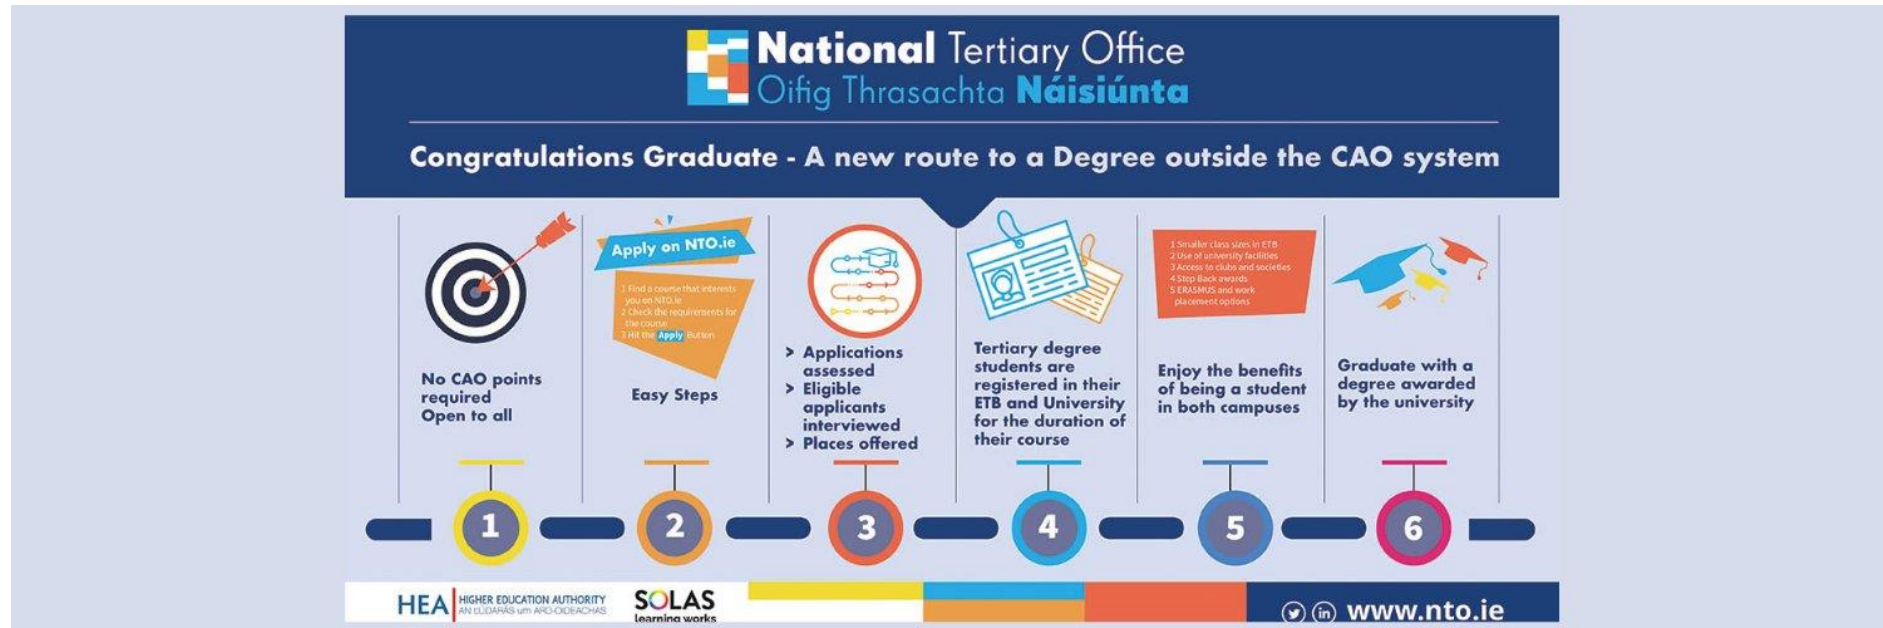 National Tertiary Office
Oifig Thrasachta Náisiúnta
Congratulations Graduate - A new route to a Degree outside the CAO system
No CAO points
required
Open to all
1
Apply on NTO.ie
1 Find a course that interests
you on NTO.ie
2 Check the requirements for
the course
3 Hit the Apply Button
Easy Steps
2
> Applications
assessed
> Eligible
applicants
interviewed
> Places offered
3
Tertiary degree
students are
registered in their
ETB and University
for the duration of
their course
4
1 Smaller class sizes in ETB
2 Use of university facilities
3 Access to clubs and societies
4 Step Back awards
5 ERASMUS and work
placement options
Enjoy the benefits
of being a student
in both campuses
5
Graduate with a
degree awarded
by the university
6
HEA
HIGHER EDUCATION AUTHORITY
AN tÚDARÁS um ARD-OIDEACHAS
SOLAS
learning works
www.nto.ie